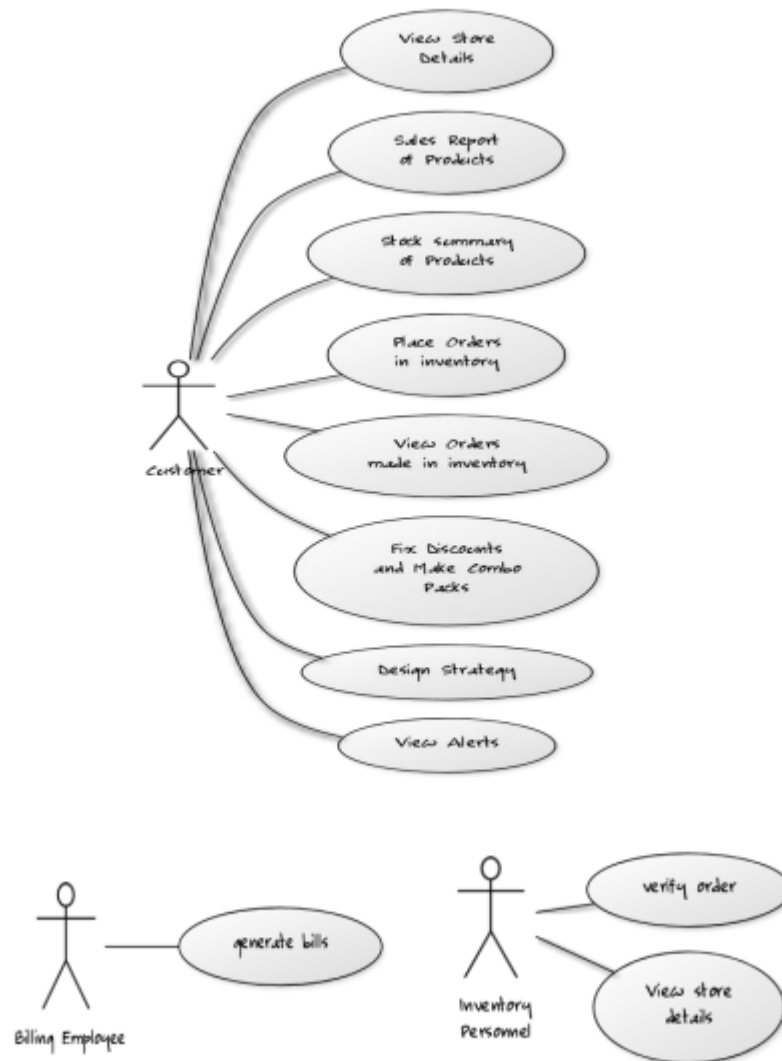 View Store
Details
Sales Report
of Products
Stock summary
of Products
Place Orders
in inventory
View Orders
made in inventory
Customer
Fix Discounts
and Make Combo
Packs
Design Strategy
View Alerts
generate bills
Billing Employee
verify order
View store
details
Inventory
Personnel